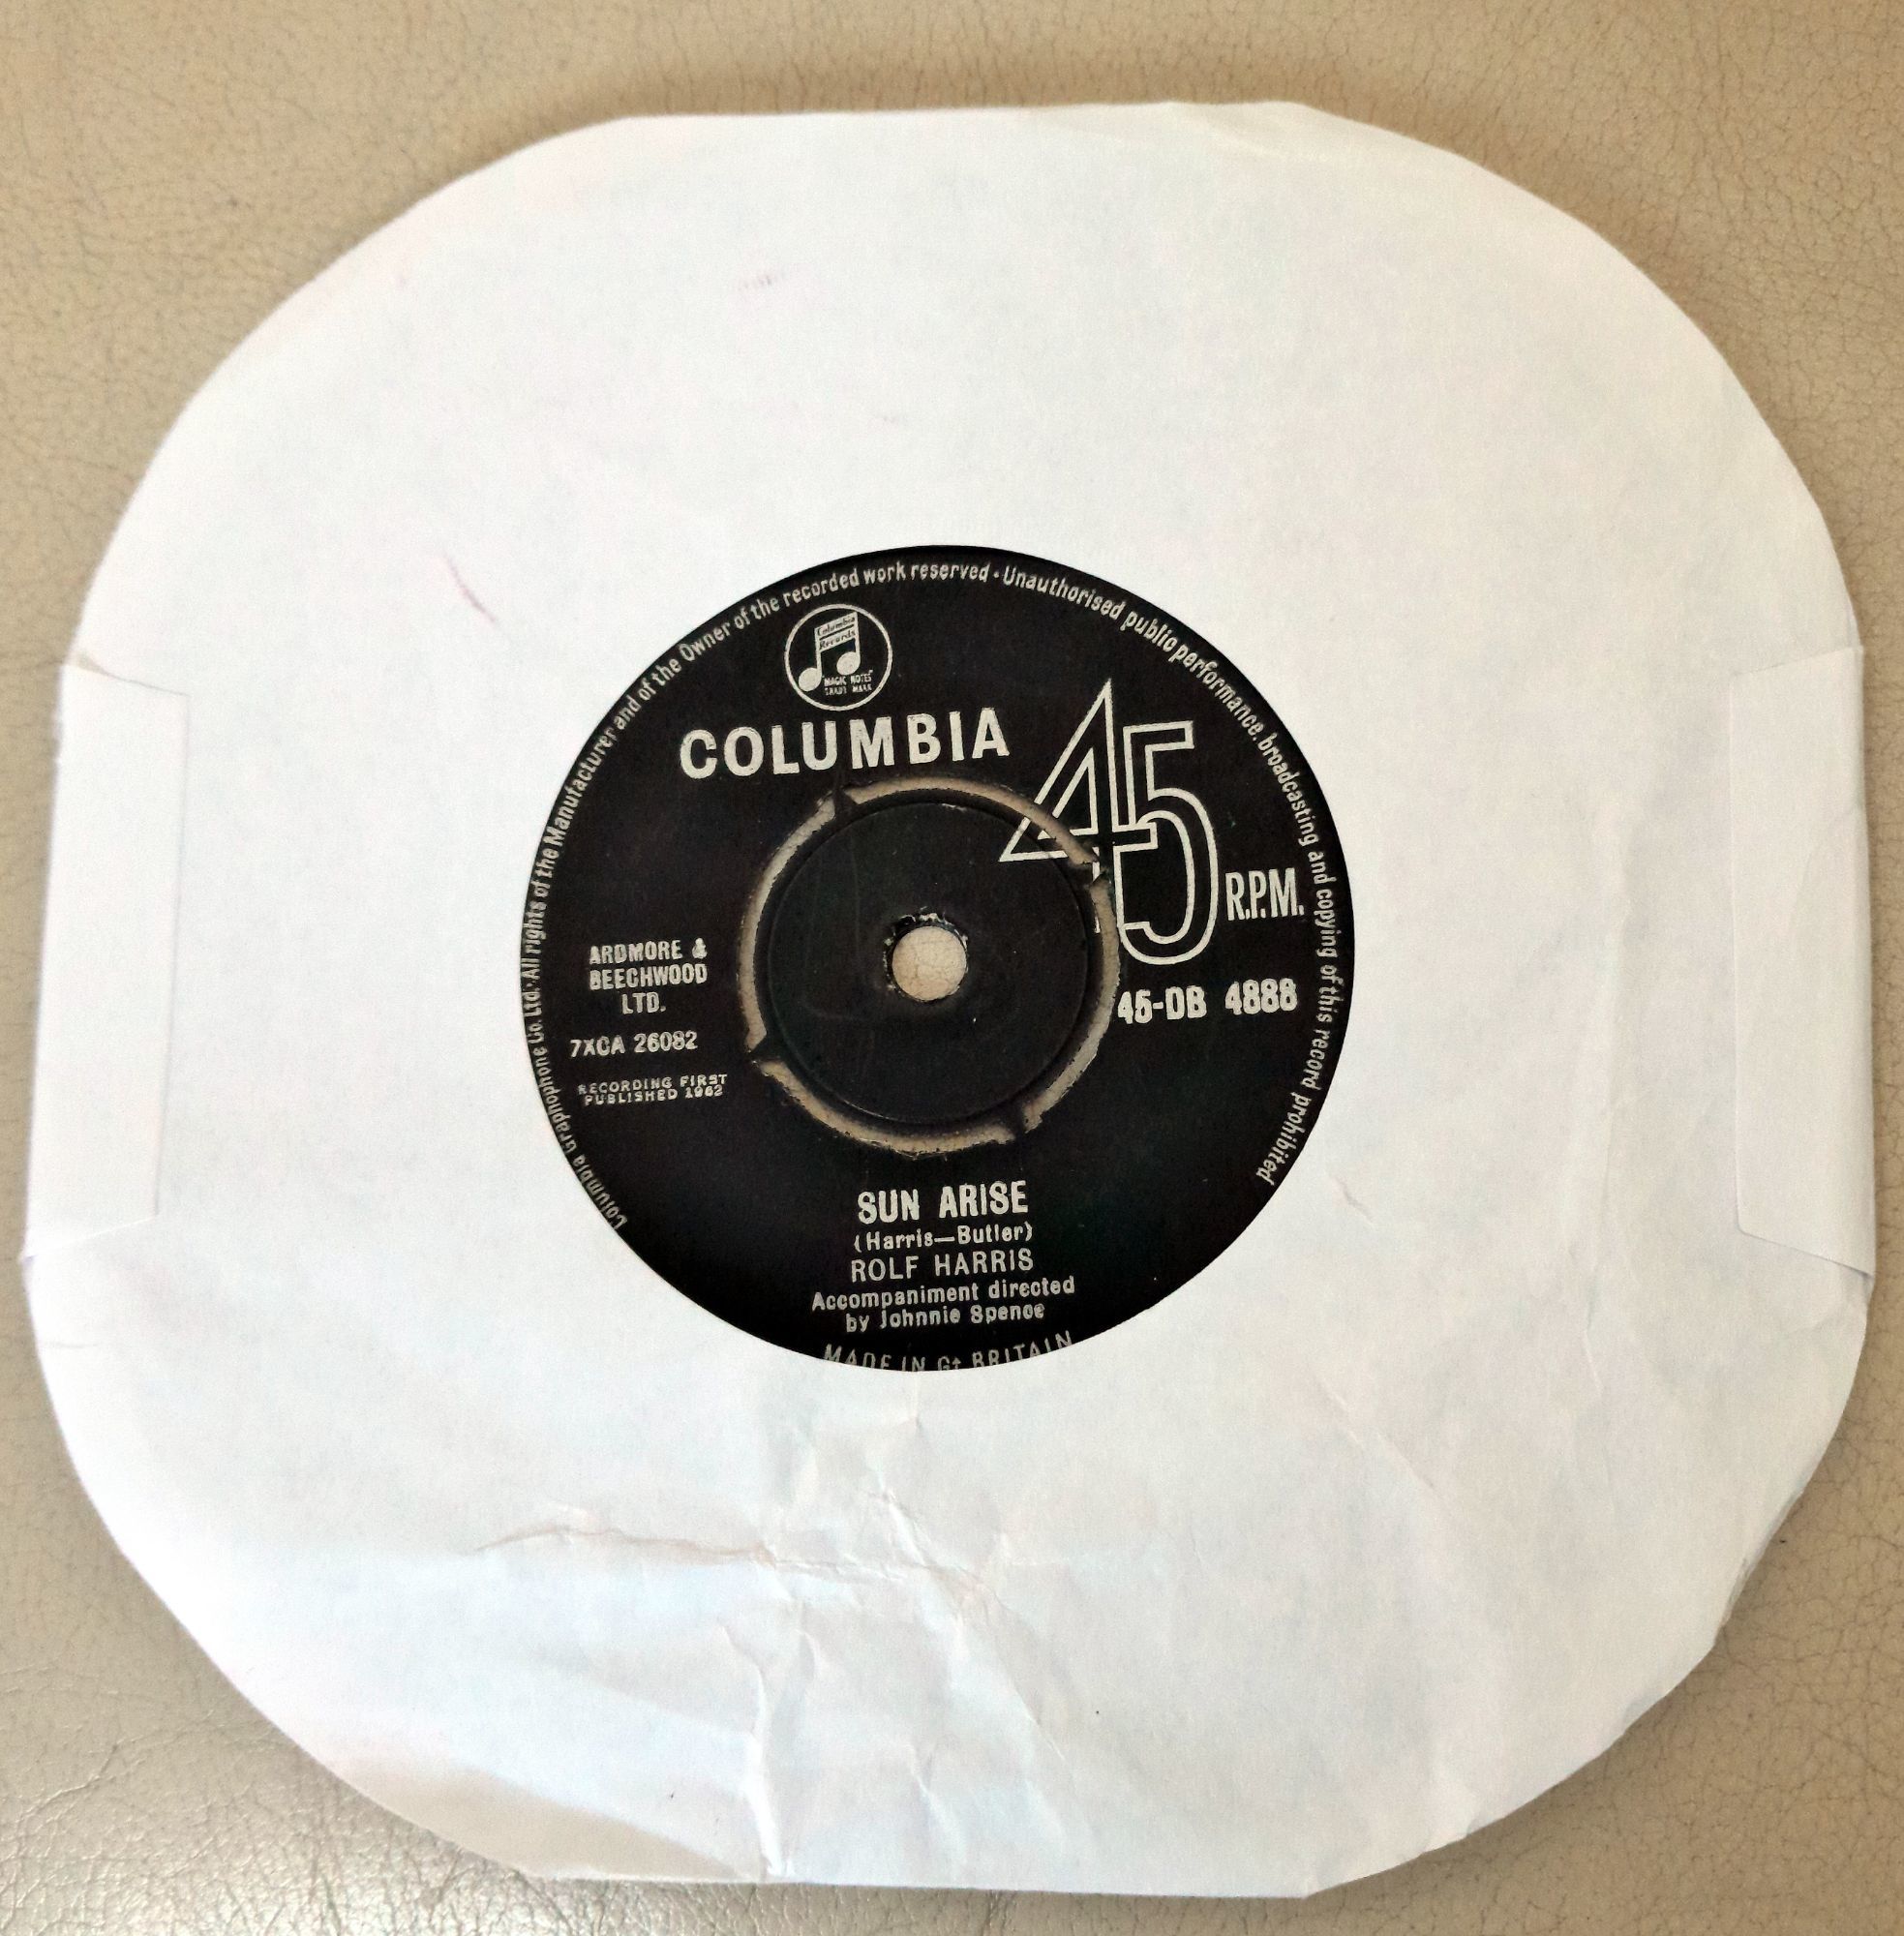 Columbia Graphophone Co. Ltd. · All rights of the Manufacturer and of the Owner of the recorded work reserved · Unauthorised public performance, broadcasting and copying of this record prohibited
Columbia
Records
"MAGIC NOTES"
TRADE MARK
COLUMBIA
45
R.P.M.
ARDMORE &
BEECHWOOD
LTD.
7XCA 26082
RECORDING FIRST
PUBLISHED 1962
45-DB 4888
SUN ARISE
(Harris—Butler)
ROLF HARRIS
Accompaniment directed
by Johnnie Spence
MADE IN Gt BRITAIN